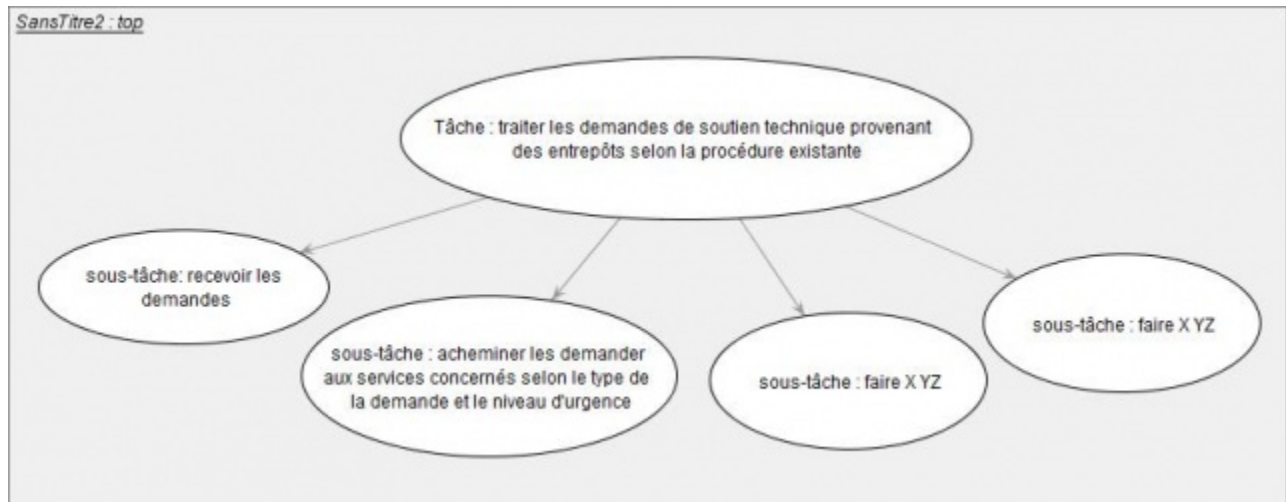 SansTitre2 : top
Tâche : traiter les demandes de soutien technique provenant
des entrepôts selon la procédure existante
sous-tâche: recevoir les
demandes
sous-tâche : acheminer les demander
aux services concernés selon le type de
la demande et le niveau d'urgence
sous-tâche : faire X YZ
sous-tâche : faire X YZ